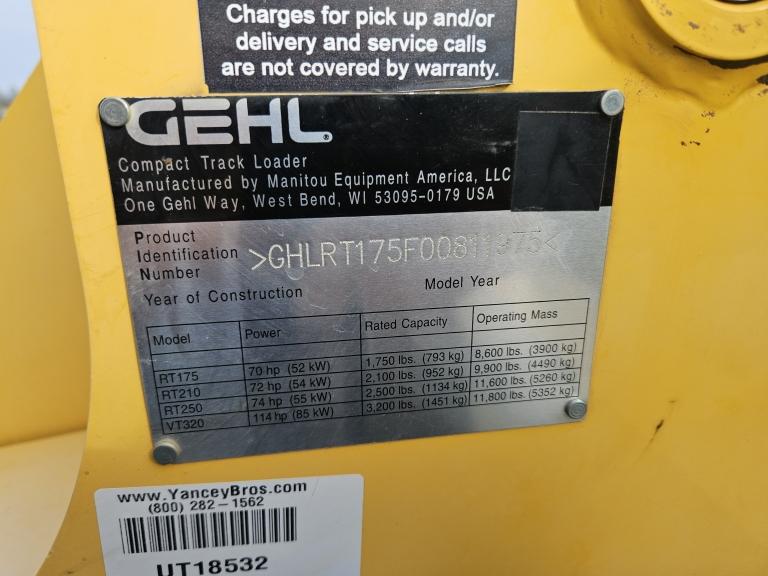 Charges for pick up and/or
delivery and service calls
are not covered by warranty.
GEHL®
Compact Track Loader
Manufactured by Manitou Equipment America, LLC
One Gehl Way, West Bend, WI 53095-0179 USA
Product
Identification
Number
>GHLRT175F00811975<
Year of Construction Model Year
Model Power Rated Capacity Operating Mass
RT175 70 hp (52 kW) 1,750 lbs. (793 kg) 8,600 lbs. (3900 kg)
RT210 72 hp (54 kW) 2,100 lbs. (952 kg) 9,900 lbs. (4490 kg)
RT250 74 hp (55 kW) 2,500 lbs. (1134 kg) 11,600 lbs. (5260 kg)
VT320 114 hp (85 kW) 3,200 lbs. (1451 kg) 11,800 lbs. (5352 kg)
www.YanceyBros.com
(800) 282-1562
UT18532